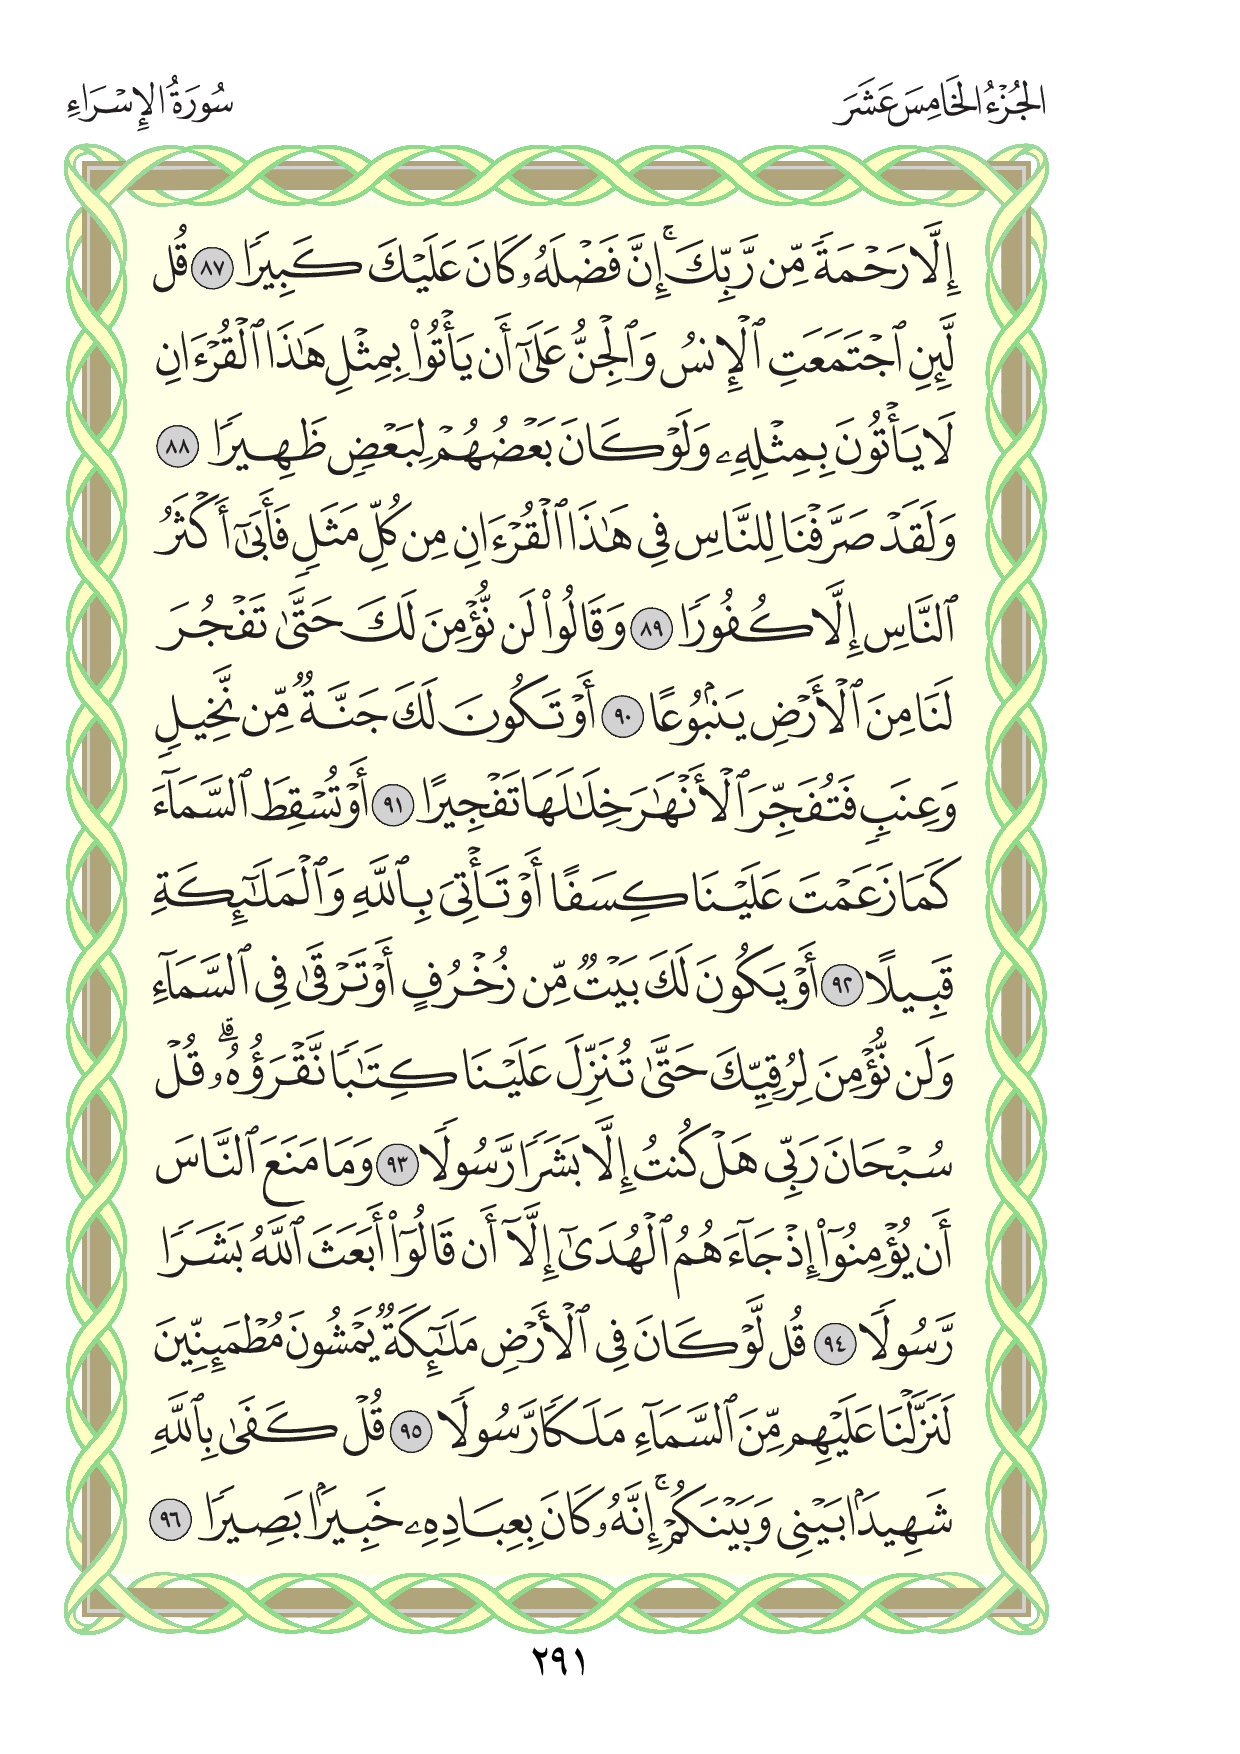 الجُزْءُ الخَامِسَ عَشَرَ
سُورَةُ الإِسْرَاءِ
إِلَّا رَحْمَةً مِّن رَّبِّكَۚ إِنَّ فَضْلَهُۥ كَانَ عَلَيْكَ كَبِيرًا ٨٧ قُل
لَّئِنِ ٱجْتَمَعَتِ ٱلْإِنسُ وَٱلْجِنُّ عَلَىٰٓ أَن يَأْتُوا۟ بِمِثْلِ هَٰذَا ٱلْقُرْءَانِ
لَا يَأْتُونَ بِمِثْلِهِۦ وَلَوْ كَانَ بَعْضُهُمْ لِبَعْضٍ ظَهِيرًا ٨٨
وَلَقَدْ صَرَّفْنَا لِلنَّاسِ فِى هَٰذَا ٱلْقُرْءَانِ مِن كُلِّ مَثَلٍ فَأَبَىٰٓ أَكْثَرُ
ٱلنَّاسِ إِلَّا كُفُورًا ٨٩ وَقَالُوا۟ لَن نُّؤْمِنَ لَكَ حَتَّىٰ تَفْجُرَ
لَنَا مِنَ ٱلْأَرْضِ يَنۢبُوعًا ٩٠ أَوْ تَكُونَ لَكَ جَنَّةٌ مِّن نَّخِيلٍ
وَعِنَبٍ فَتُفَجِّرَ ٱلْأَنْهَٰرَ خِلَٰلَهَا تَفْجِيرًا ٩١ أَوْ تُسْقِطَ ٱلسَّمَآءَ
كَمَا زَعَمْتَ عَلَيْنَا كِسَفًا أَوْ تَأْتِىَ بِٱللَّهِ وَٱلْمَلَٰٓئِكَةِ
قَبِيلًا ٩٢ أَوْ يَكُونَ لَكَ بَيْتٌ مِّن زُخْرُفٍ أَوْ تَرْقَىٰ فِى ٱلسَّمَآءِ
وَلَن نُّؤْمِنَ لِرُقِيِّكَ حَتَّىٰ تُنَزِّلَ عَلَيْنَا كِتَٰبًا نَّقْرَؤُهُۥۗ قُلْ
سُبْحَانَ رَبِّى هَلْ كُنتُ إِلَّا بَشَرًا رَّسُولًا ٩٣ وَمَا مَنَعَ ٱلنَّاسَ
أَن يُؤْمِنُوٓا۟ إِذْ جَآءَهُمُ ٱلْهُدَىٰٓ إِلَّآ أَن قَالُوٓا۟ أَبَعَثَ ٱللَّهُ بَشَرًا
رَّسُولًا ٩٤ قُل لَّوْ كَانَ فِى ٱلْأَرْضِ مَلَٰٓئِكَةٌ يَمْشُونَ مُطْمَئِنِّينَ
لَنَزَّلْنَا عَلَيْهِم مِّنَ ٱلسَّمَآءِ مَلَكًا رَّسُولًا ٩٥ قُلْ كَفَىٰ بِٱللَّهِ
شَهِيدًۢا بَيْنِى وَبَيْنَكُمْۚ إِنَّهُۥ كَانَ بِعِبَادِهِۦ خَبِيرًۢا بَصِيرًا ٩٦
٢٩١